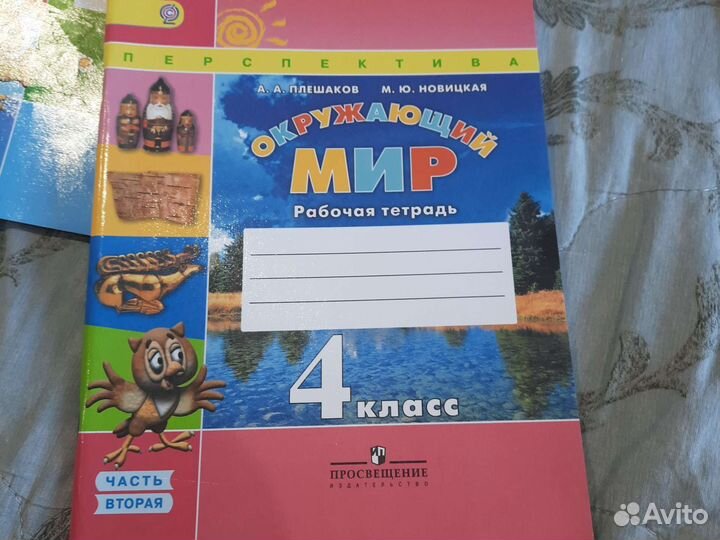 ПЕРСПЕКТИВА
А. А. ПЛЕШАКОВ М. Ю. НОВИЦКАЯ
ОКРУЖАЮЩИЙ
МИР
Рабочая тетрадь
4 класс
ПРОСВЕЩЕНИЕ
ИЗДАТЕЛЬСТВО
ЧАСТЬ
ВТОРАЯ
Avito